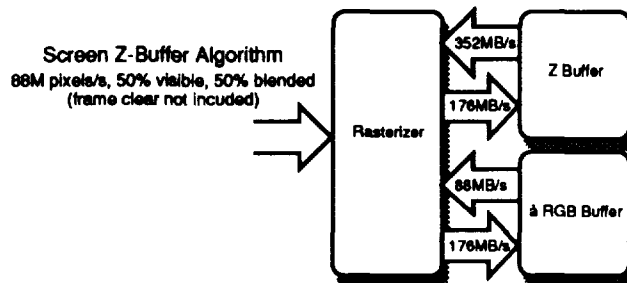 Screen Z-Buffer Algorithm
88M pixels/s, 50% visible, 50% blended
(frame clear not incuded)
Rasterizer
352MB/s
Z Buffer
176MB/s
88MB/s
à RGB Buffer
176MB/s